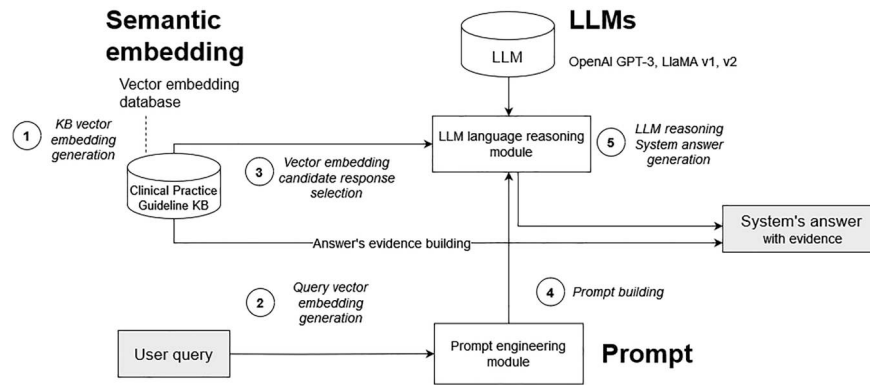 Semantic
embedding
LLMs
LLM
OpenAI GPT-3, LlaMA v1, v2
Vector embedding
database
1
KB vector
embedding
generation
LLM language reasoning
module
5
LLM reasoning
System answer
generation
3
Vector embedding
candidate response
selection
Clinical Practice
Guideline KB
System's answer
with evidence
Answer's evidence building
2
Query vector
embedding
generation
4
Prompt building
User query
Prompt engineering
module
Prompt